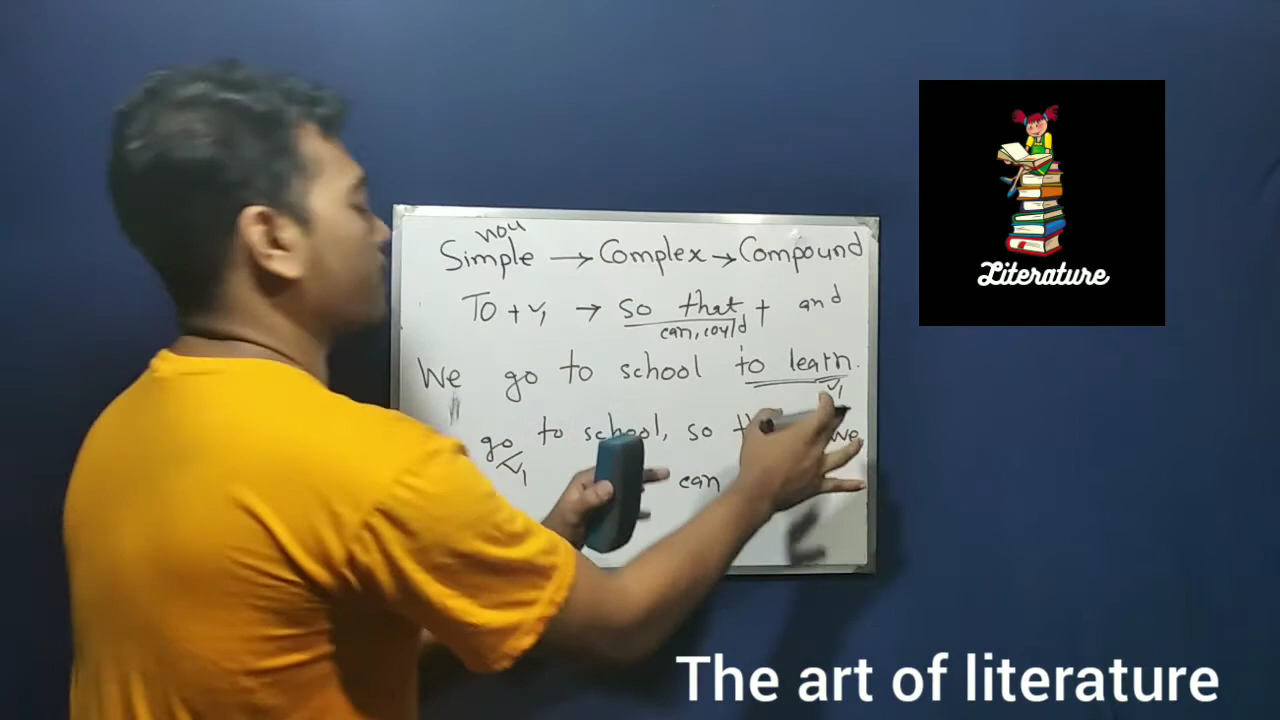 Simple → Complex → Compound
To + V1 → so that + and
can, could
We go to school to learn.
V1
go to school, so we
V1
can
Literature
The art of literature